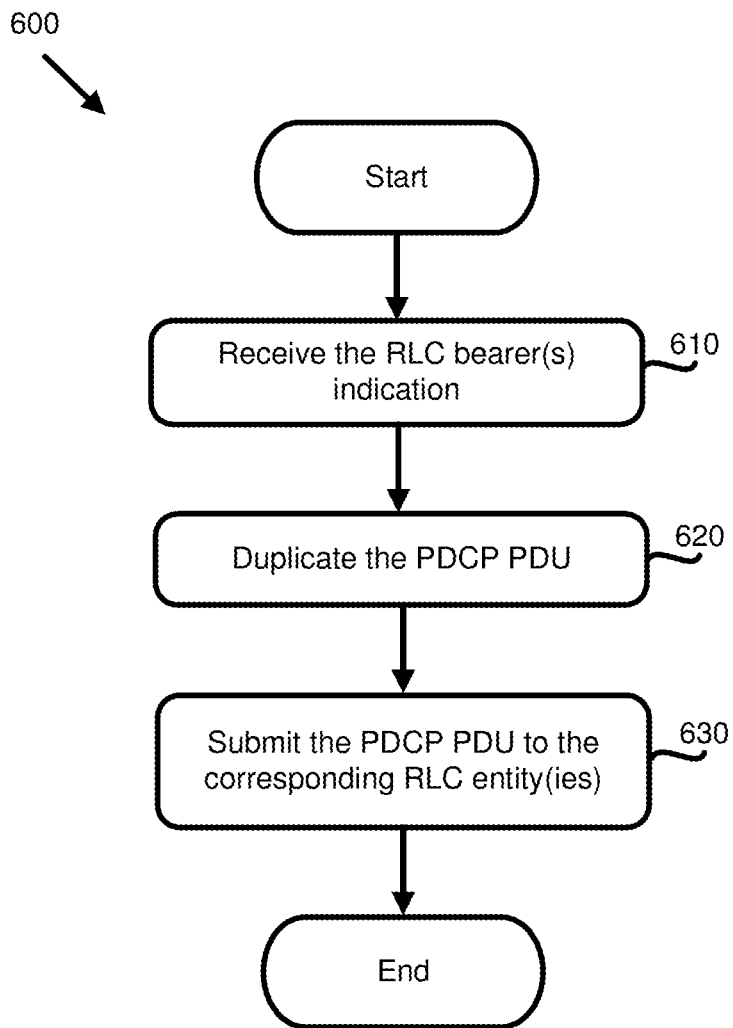 600
Start
Receive the RLC bearer(s)
indication
610
Duplicate the PDCP PDU
620
Submit the PDCP PDU to the
corresponding RLC entity(ies)
630
End